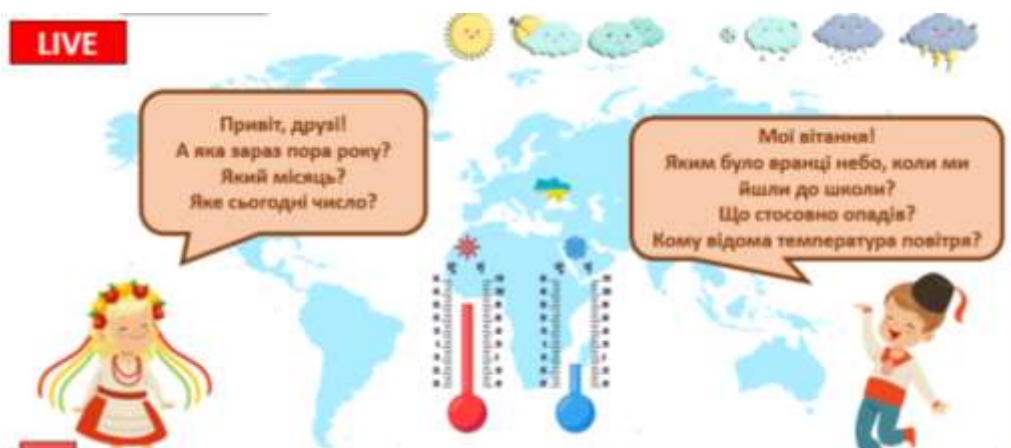 LIVE
Привіт, друзі!
А яка зараз пора року?
Який місяць?
Яке сьогодні число?
Мої вітання!
Яким було вранці небо, коли ми
йшли до школи?
Що стосовно опадів?
Кому відома температура повітря?